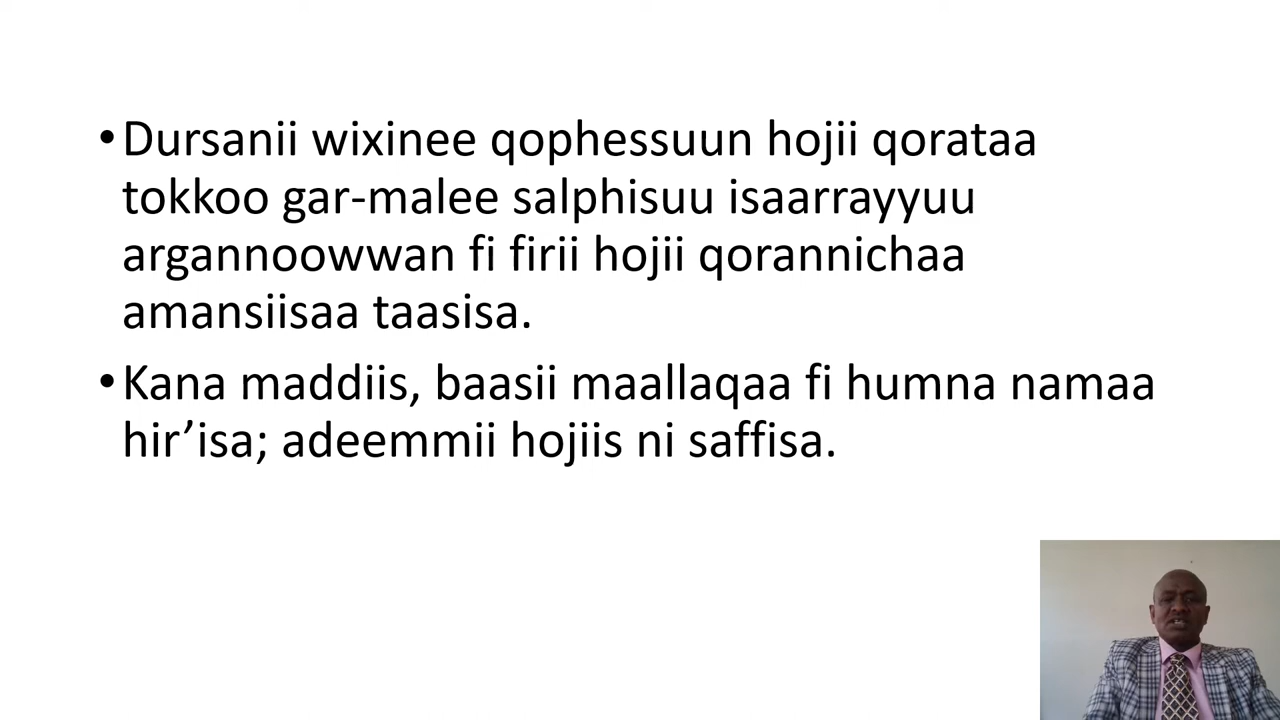 •Dursanii wixinee qophessuun hojii qorataa
tokkoo gar-malee salphisuu isaarrayyuu
argannoowwan fi firii hojii qorannichaa
amansiisaa taasisa.
•Kana maddiis, baasii maallaqaa fi humna namaa
hir’isa; adeemmii hojiis ni saffisa.